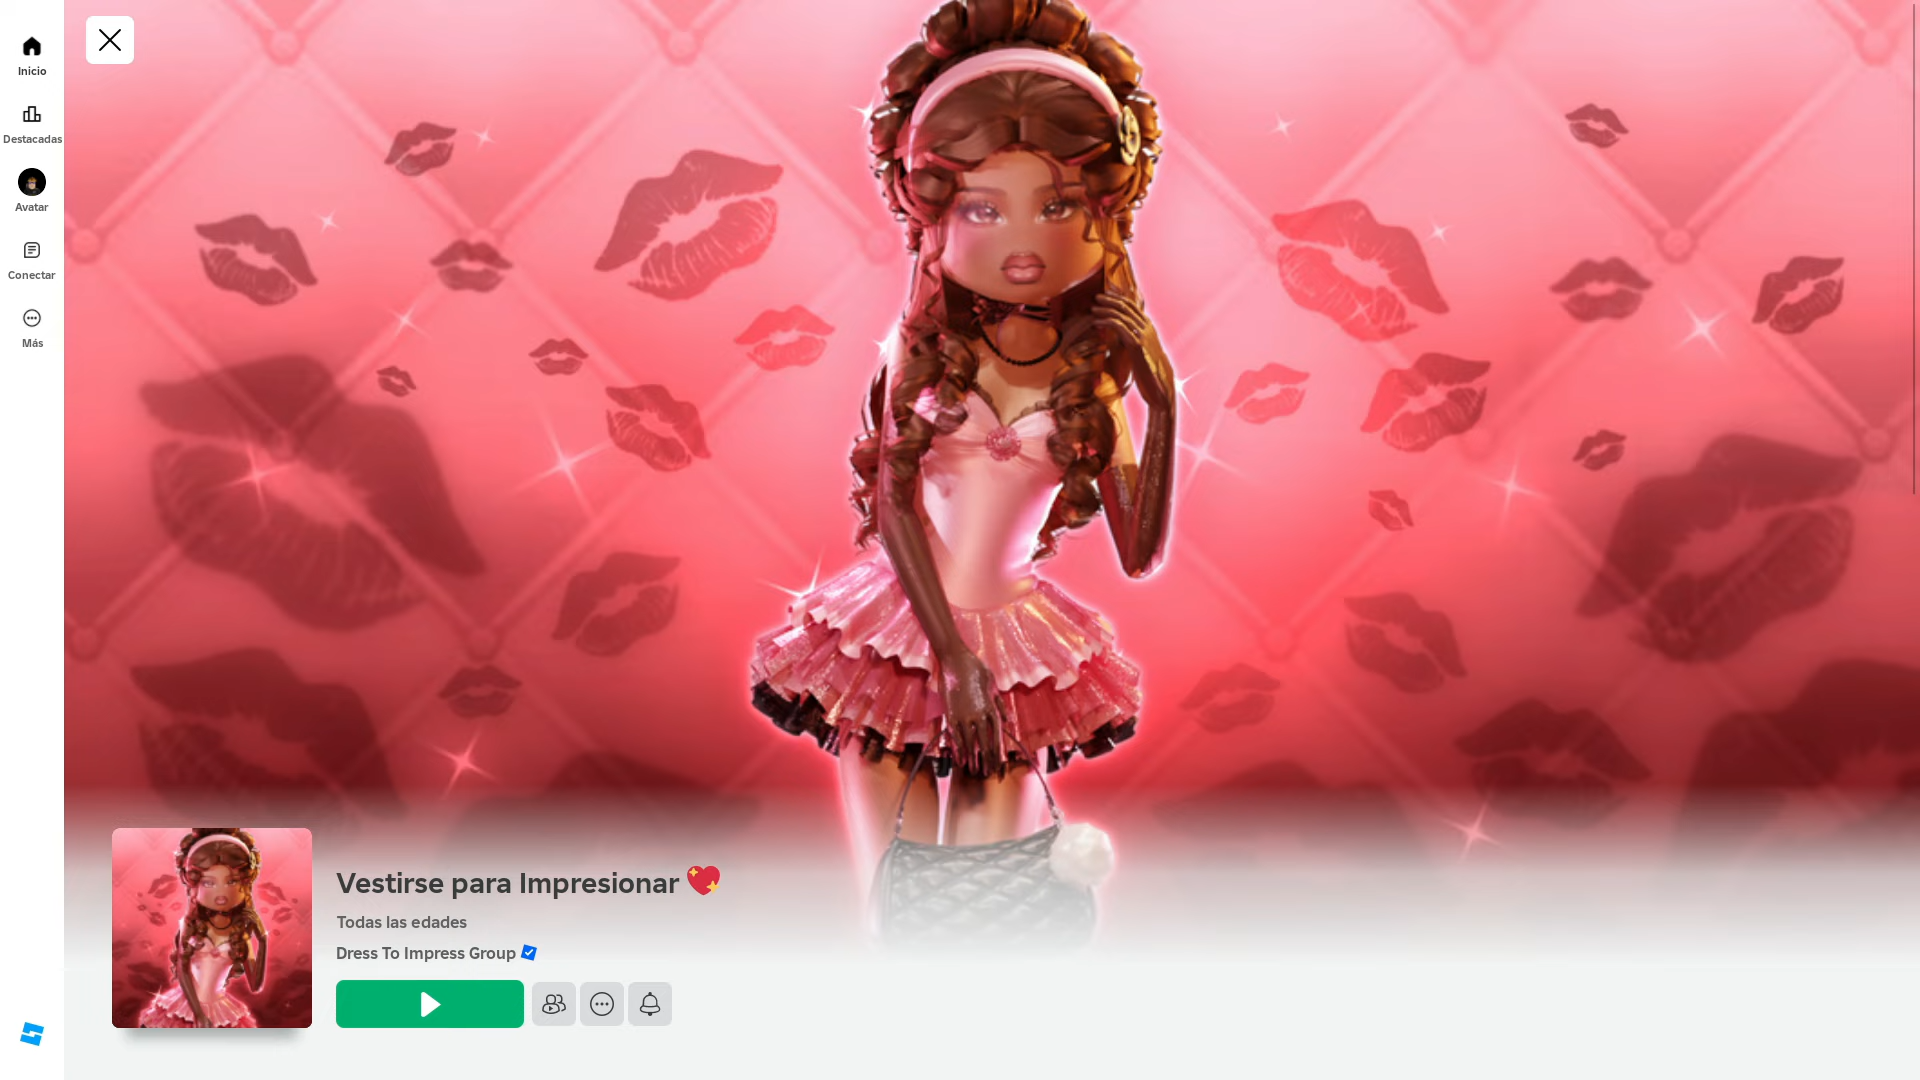 Inicio
Destacadas
Avatar
Conectar
Más
Vestirse para Impresionar 💖
Todas las edades
Dress To Impress Group